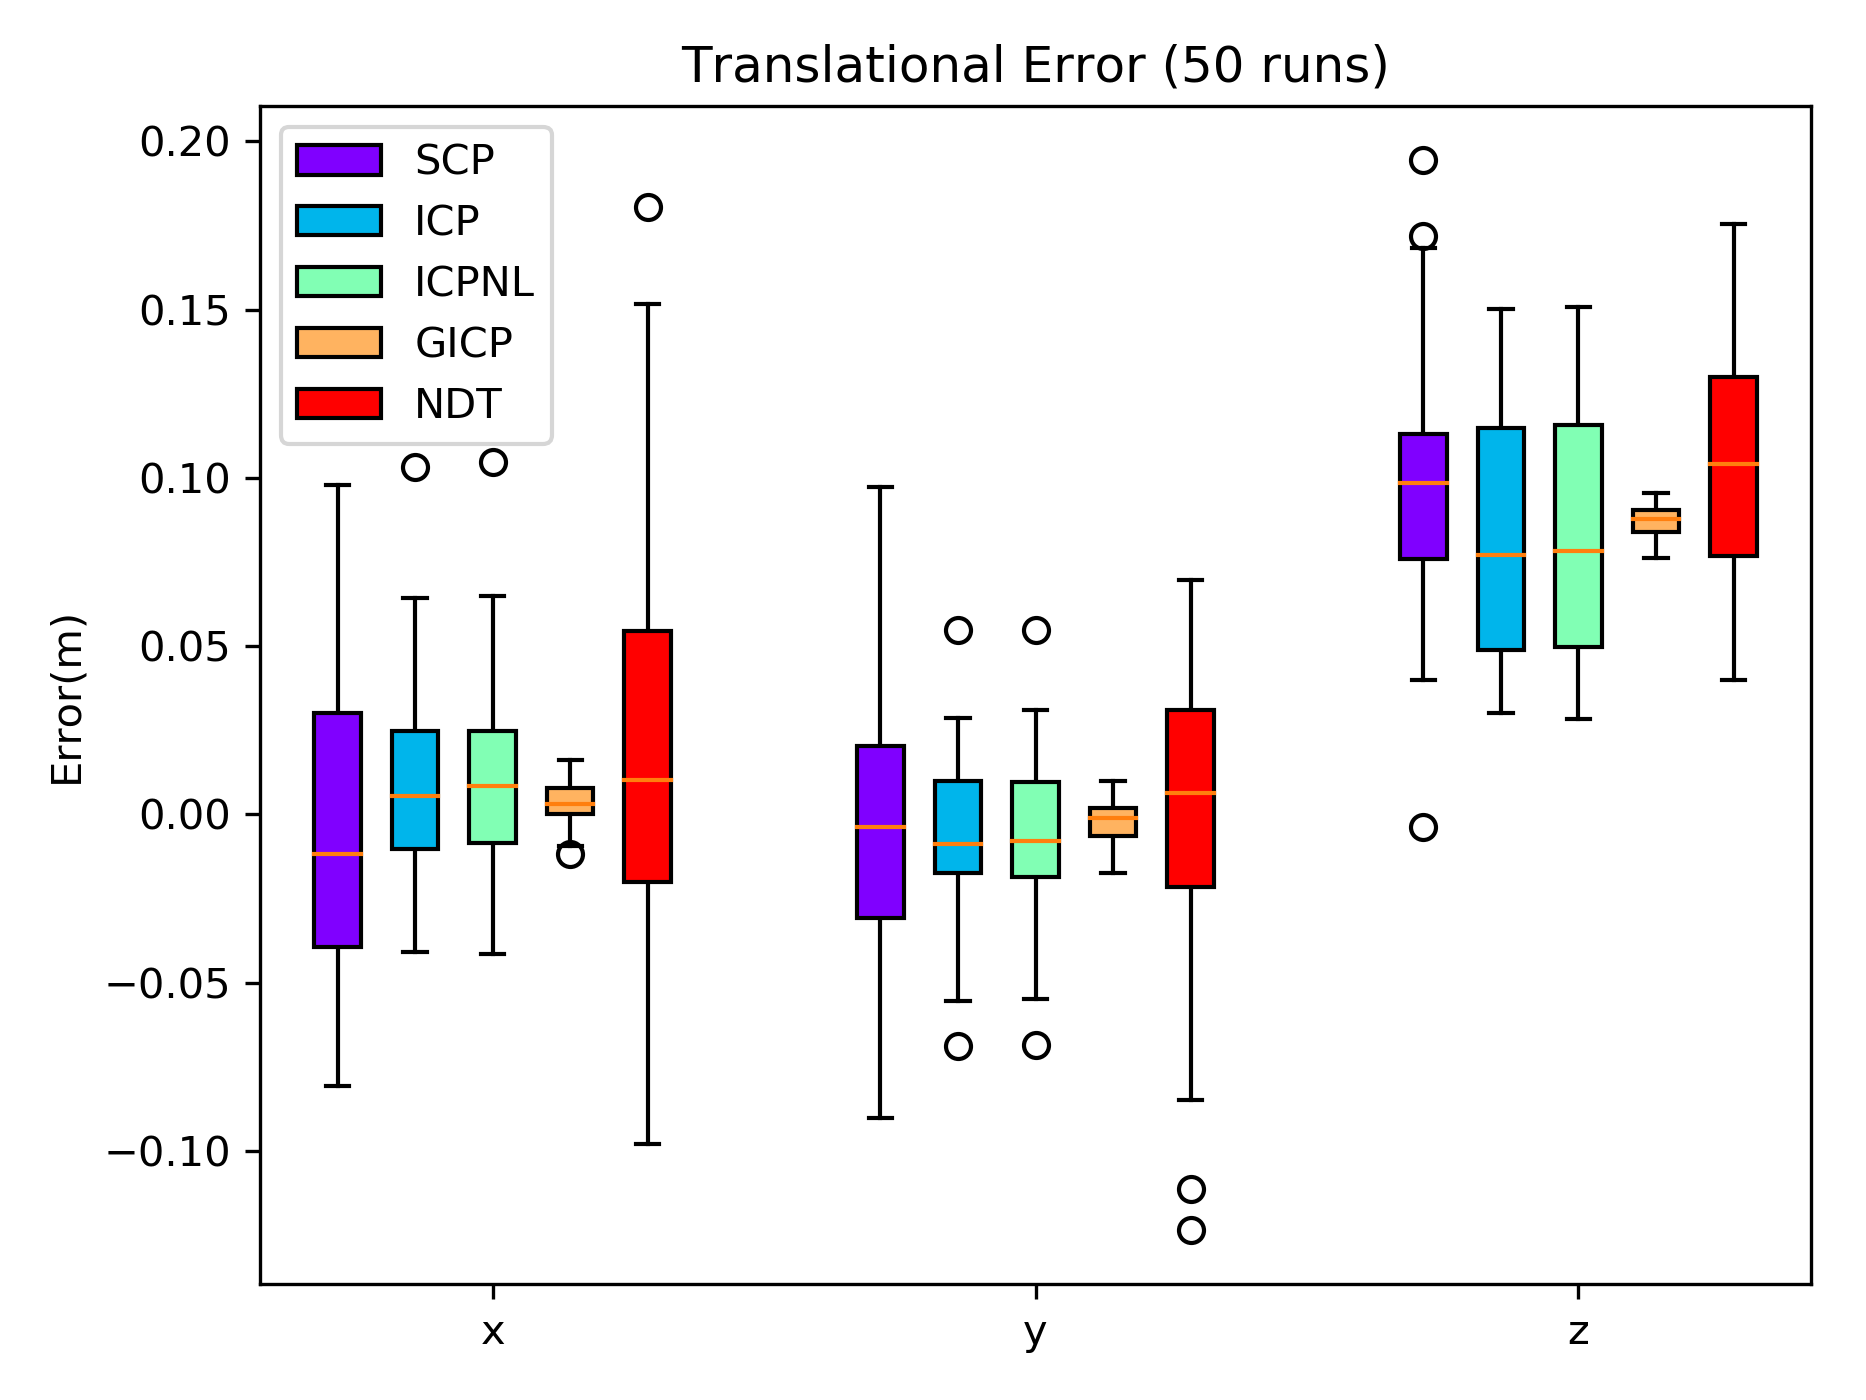 Translational Error (50 runs)
0.20
0.15
0.10
0.05
0.00
−0.05
−0.10
Error(m)
SCP
ICP
ICPNL
GICP
NDT
x
y
z